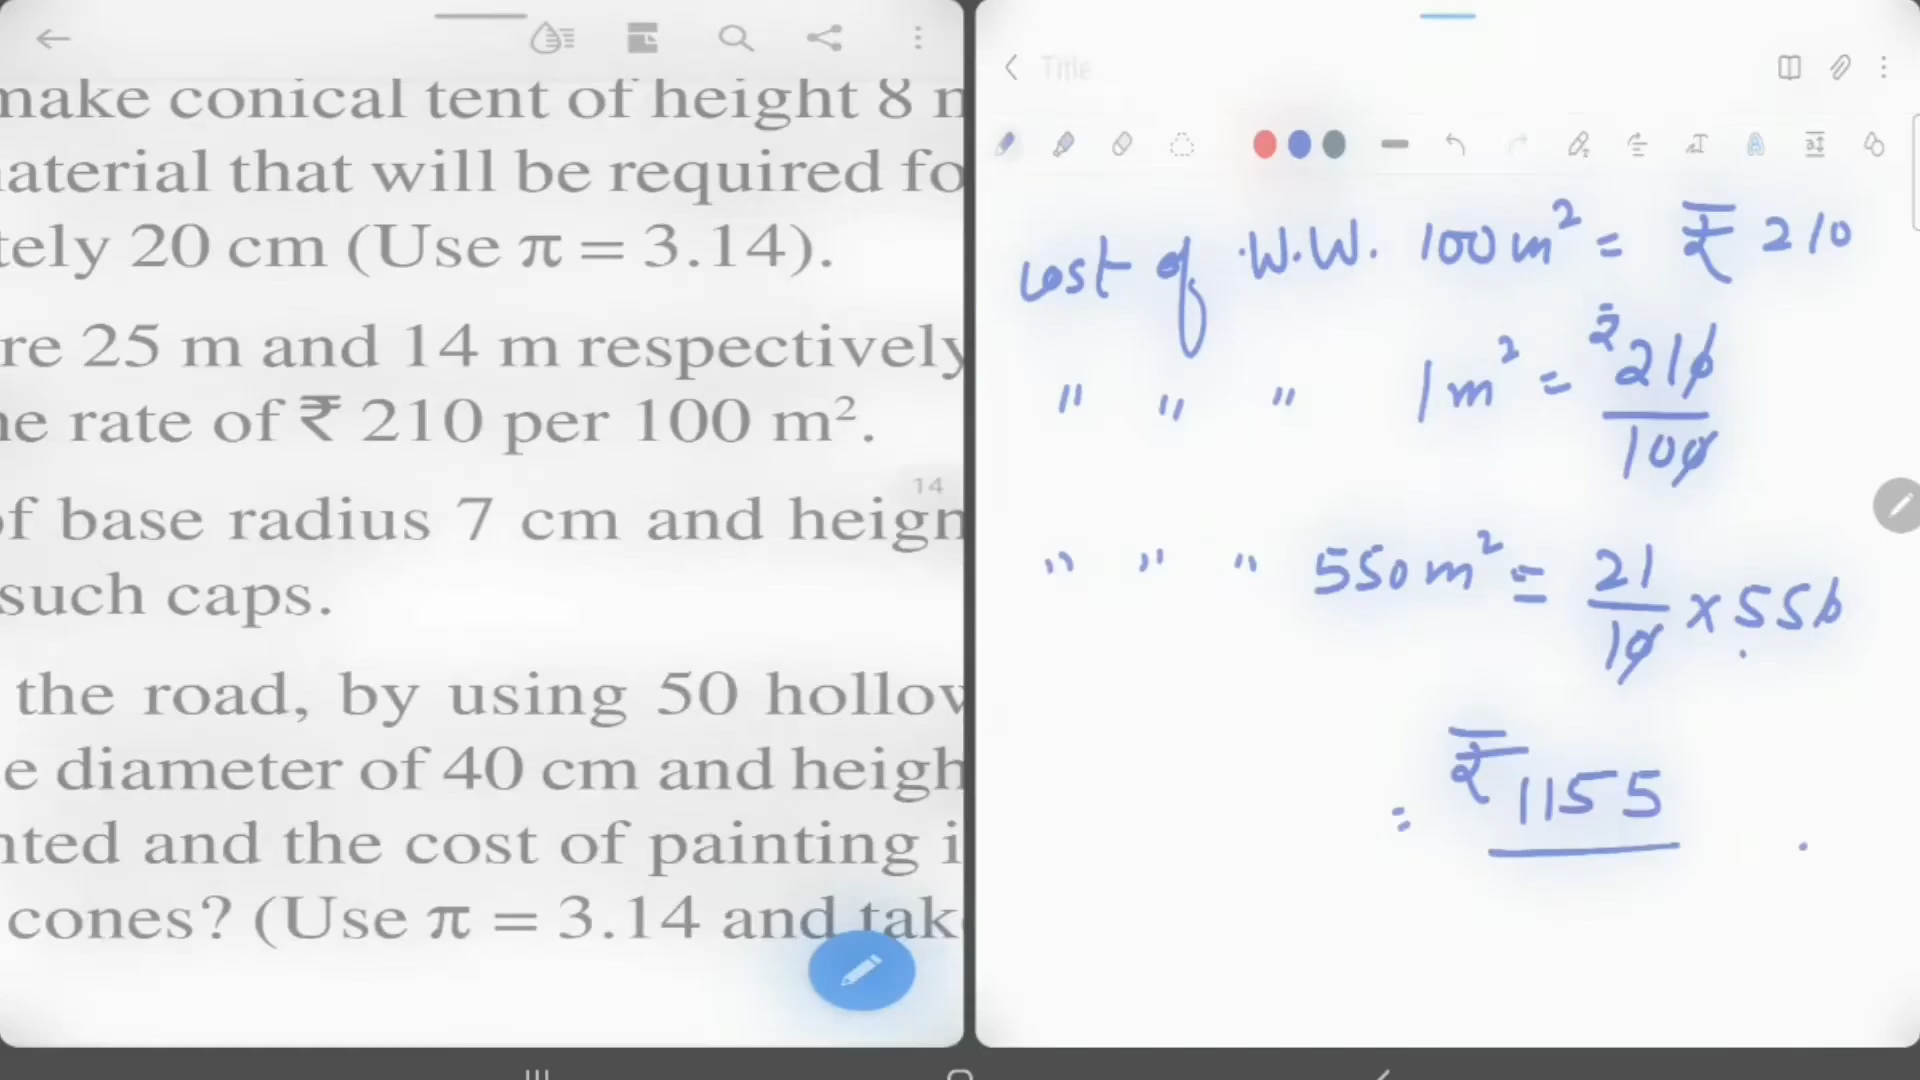 make conical tent of height 8 m
material that will be required fo
tely 20 cm (Use π = 3.14).
re 25 m and 14 m respectively
he rate of ₹ 210 per 100 m².
14
of base radius 7 cm and heigh
such caps.
the road, by using 50 hollow
e diameter of 40 cm and heigh
nted and the cost of painting i
cones? (Use π = 3.14 and take
Title
Cost of W.W. 100 m² = ₹ 210
" " " 1 m² = ₹ 210/100
" " " 550 m² = 21/10 x 550
= ₹ 1155